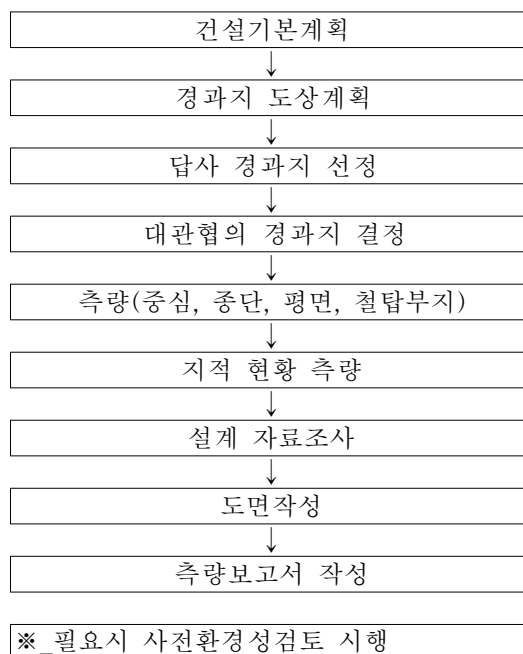 건설기본계획
경과지 도상계획
답사 경과지 선정
대관협의 경과지 결정
측량(중심, 종단, 평면, 철탑부지)
지적 현황 측량
설계 자료조사
도면작성
측량보고서 작성
※_필요시 사전환경성검토 시행